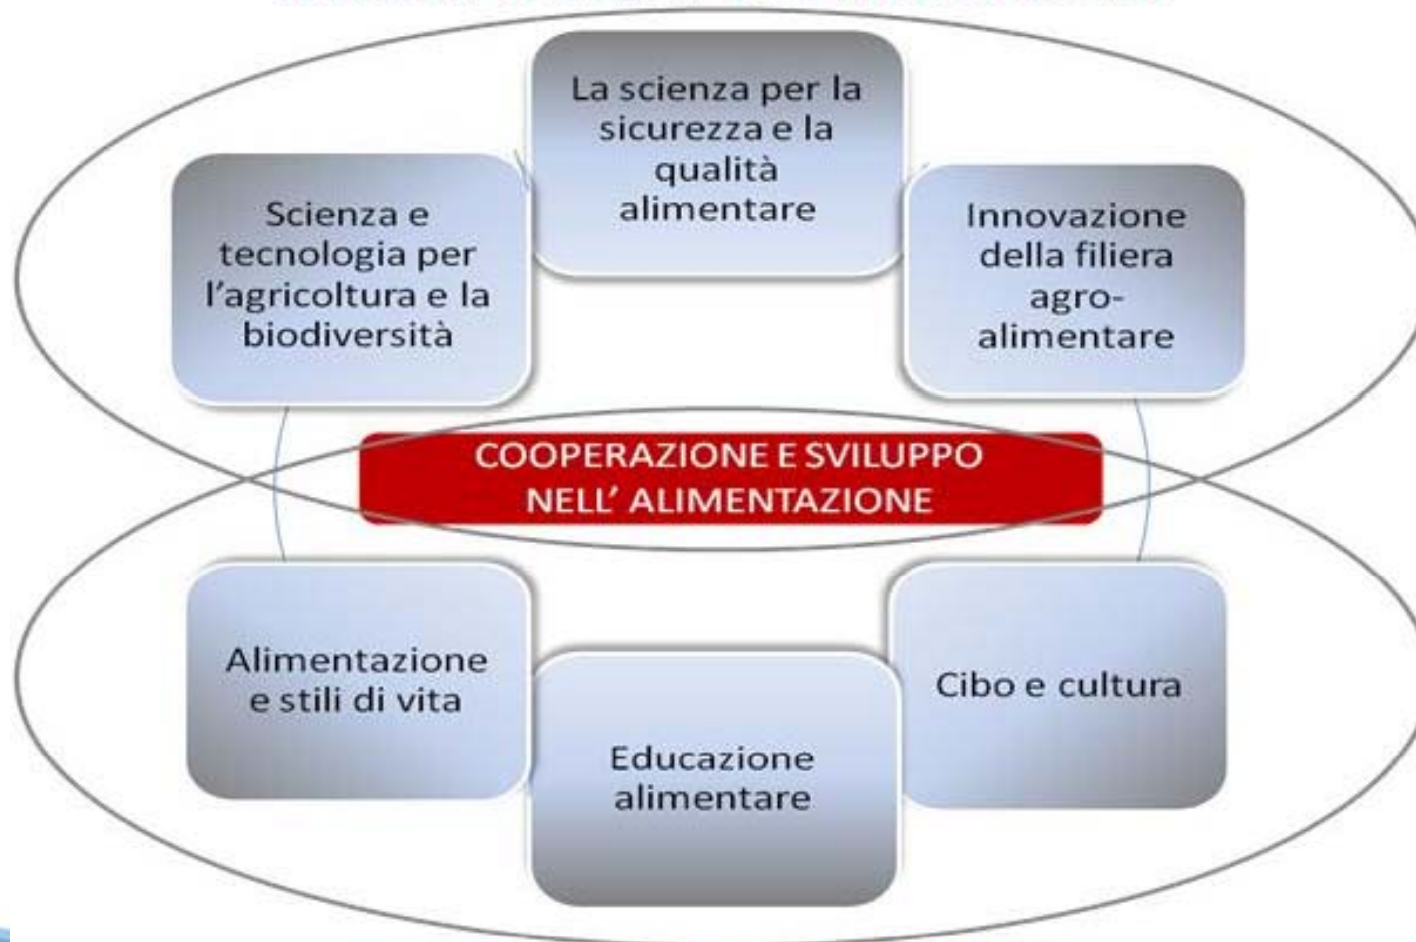 La scienza per la
sicurezza e la
qualità
alimentare
Scienza e
tecnologia per
l'agricoltura e la
biodiversità
Innovazione
della filiera
agro-
alimentare
COOPERAZIONE E SVILUPPO
NELL' ALIMENTAZIONE
Alimentazione
e stili di vita
Educazione
alimentare
Cibo e cultura